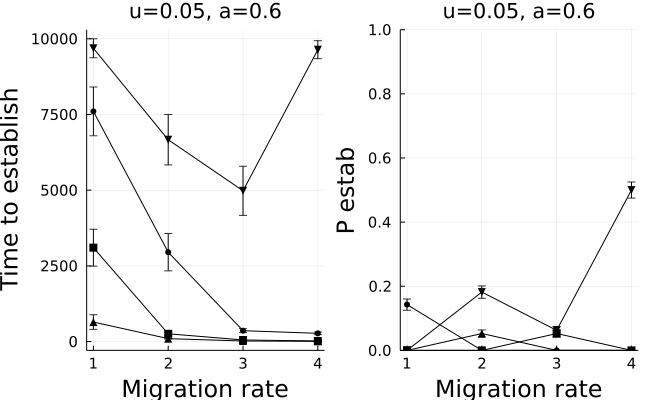 u=0.05, a=0.6
Time to establish
10000
7500
5000
2500
0
1 2 3 4
Migration rate
u=0.05, a=0.6
P estab
1.0
0.8
0.6
0.4
0.2
0.0
1 2 3 4
Migration rate